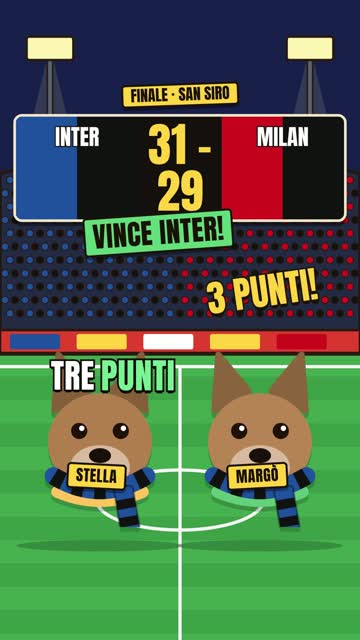 FINALE · SAN SIRO
INTER
31 -
29
MILAN
VINCE INTER!
3 PUNTI!
TRE PUNTI
STELLA
MARGÒ